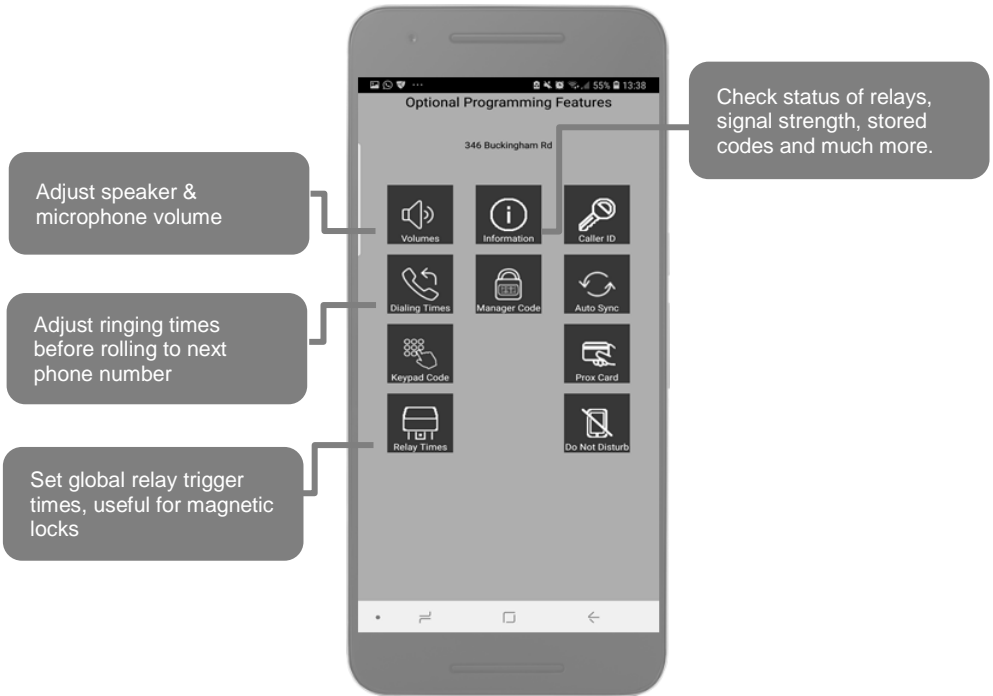 55% 13:38
Optional Programming Features
346 Buckingham Rd
Check status of relays,
signal strength, stored
codes and much more.
Adjust speaker &
microphone volume
Volumes
Information
Caller ID
Adjust ringing times
before rolling to next
phone number
Dialing Times
Manager Code
Auto Sync
Keypad Code
Prox Card
Set global relay trigger
times, useful for magnetic
locks
Relay Times
Do Not Disturb